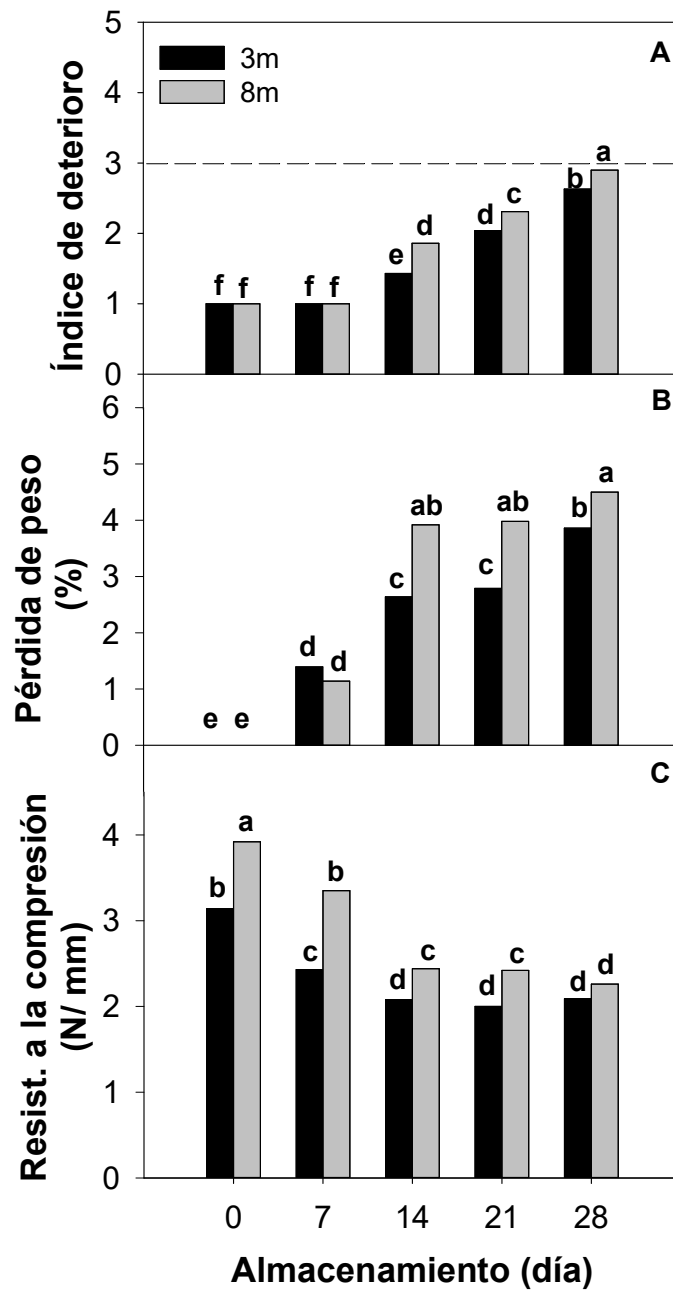 5
A
3m
8m
4
3
a
b
c
d
d
2
e
f
f
f
f
1
0
Índice de deterioro
B
6
5
a
ab
ab
b
4
c
c
3
2
d
d
1
e
e
0
Pérdida de peso
(%)
C
4
a
b
b
3
c
c
c
d
d
d
d
2
1
0
Resist. a la compresión
(N/ mm)
0
7
14
21
28
Almacenamiento (día)